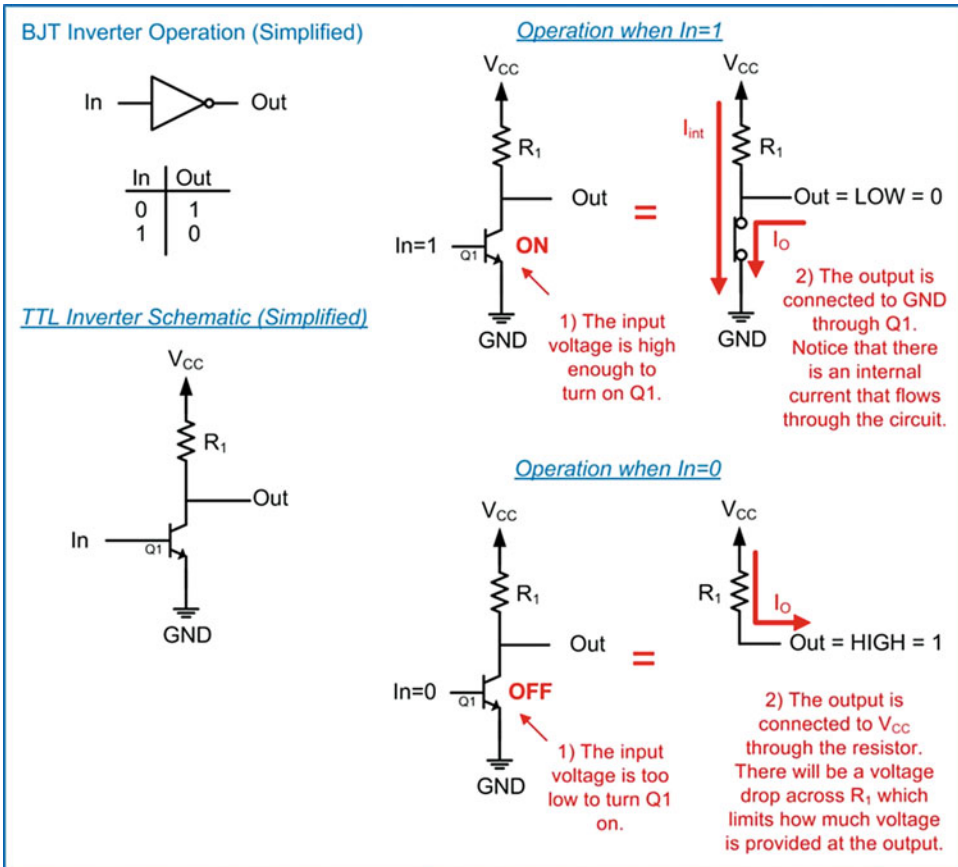 BJT Inverter Operation (Simplified)
In
Out
In Out
0 1
1 0
TTL Inverter Schematic (Simplified)
VCC
R1
Out
In
Q1
GND
Operation when In=1
VCC
R1
Out
In=1
Q1
ON
GND
1) The input
voltage is high
enough to
turn on Q1.
=
VCC
Iint
R1
Out = LOW = 0
IO
GND
2) The output is
connected to GND
through Q1.
Notice that there
is an internal
current that flows
through the circuit.
Operation when In=0
VCC
R1
Out
In=0
Q1
OFF
GND
1) The input
voltage is too
low to turn Q1
on.
=
VCC
R1
IO
Out = HIGH = 1
2) The output is
connected to VCC
through the resistor.
There will be a voltage
drop across R1 which
limits how much voltage
is provided at the output.